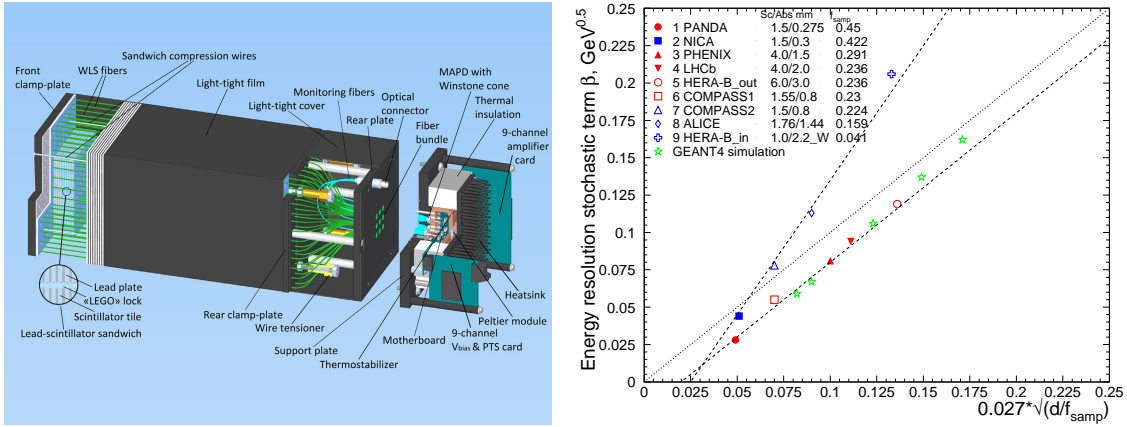 Sandwich compression wires
WLS fibers
Front
clamp-plate
Light-tight film
Light-tight cover
Monitoring fibers
MAPD with
Winstone cone
Optical
connector
Thermal
insulation
Rear plate
Fiber
bundle
9-channel
amplifier
card
Lead plate
«LEGO» lock
Scintillator tile
Lead-scintillator sandwich
Rear clamp-plate
Wire tensioner
Support plate
Thermostabilizer
Motherboard
9-channel
Vbias & PTS card
Peltier module
Heatsink
Energy resolution stochastic term β, GeV^0.5
0.25
0.2
0.15
0.125
0.1
0.075
0.05
0.025
0
Sc/Abs mm f_samp
1 PANDA 1.5/0.275 0.45
2 NICA 1.5/0.3 0.422
3 PHENIX 4.0/1.5 0.291
4 LHCb 4.0/2.0 0.236
5 HERA-B_out 6.0/3.0 0.236
6 COMPASS1 1.55/0.8 0.23
7 COMPASS2 1.5/0.8 0.224
8 ALICE 1.76/1.44 0.159
9 HERA-B_in 1.0/2.2_W 0.041
GEANT4 simulation
0 0.025 0.05 0.075 0.1 0.125 0.15 0.175 0.2 0.225 0.25
0.027*√(d/f_samp)